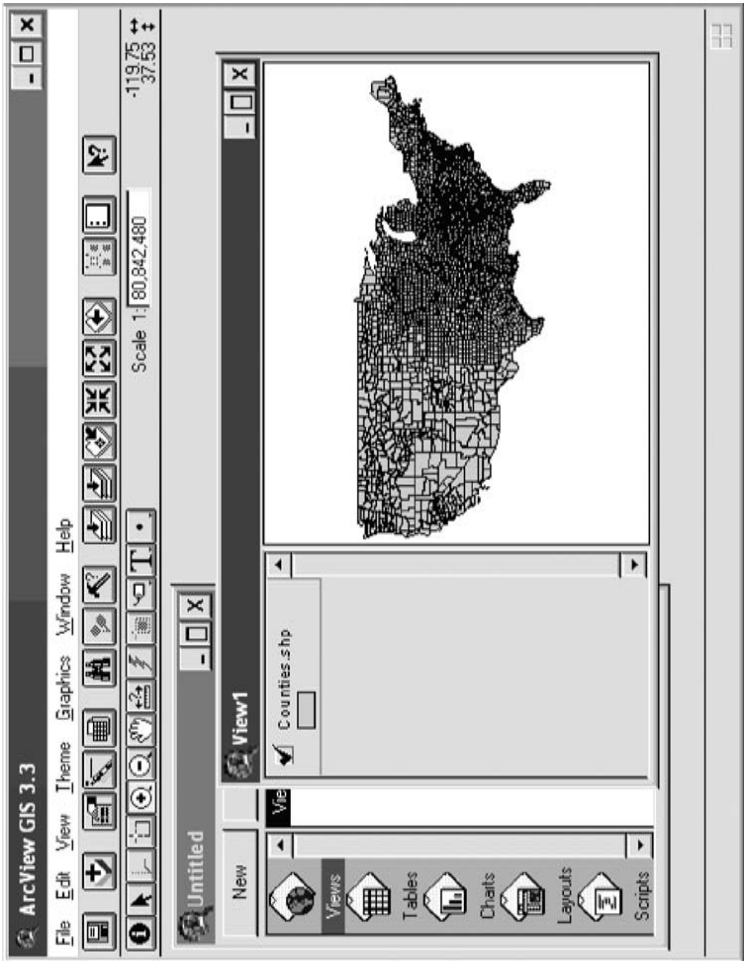 ArcView GIS 3.3
File Edit View Theme Graphics Window Help
Scale 1: 80,842,480
-119.75
37.53
Untitled
New
Views
Tables
Charts
Layouts
Scripts
Vie
View1
Counties.shp